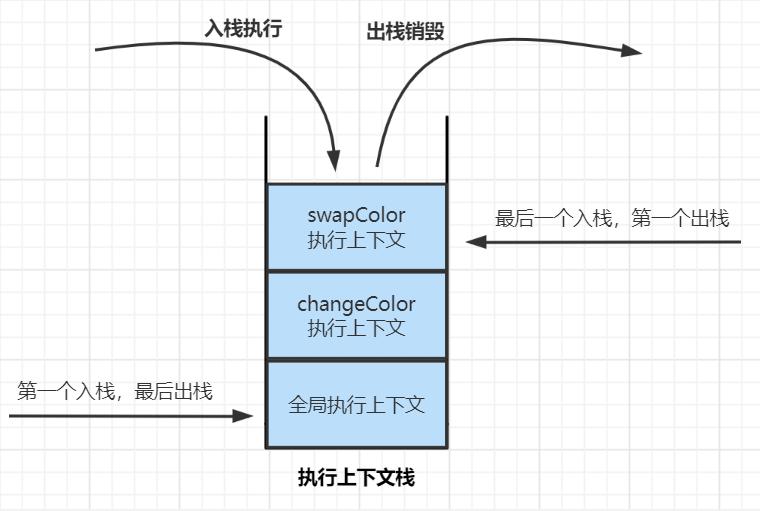 入栈执行
出栈销毁
swapColor
执行上下文
最后一个入栈，第一个出栈
changeColor
执行上下文
第一个入栈，最后出栈
全局执行上下文
执行上下文栈